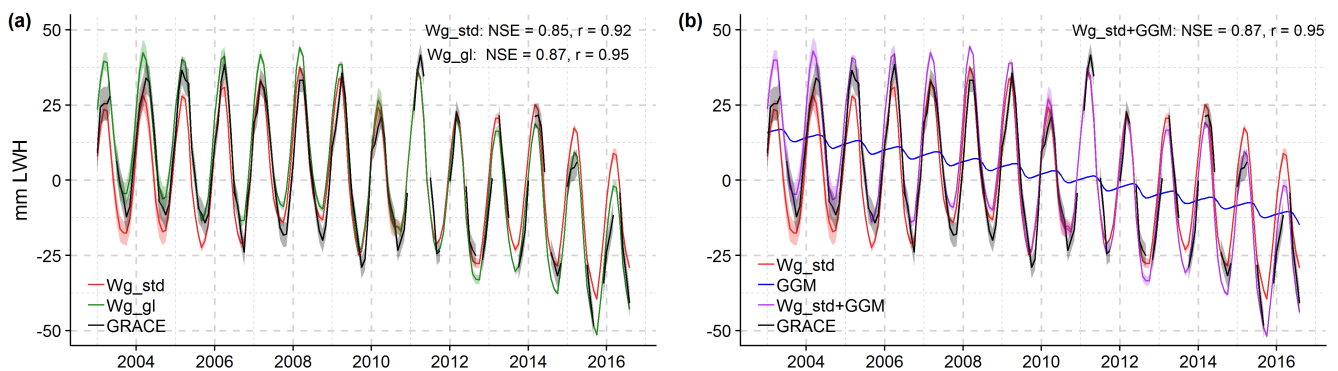 (a)
Wg_std: NSE = 0.85, r = 0.92
Wg_gl: NSE = 0.87, r = 0.95
mm LWH
50
25
0
-25
-50
Wg_std
Wg_gl
GRACE
2004 2006 2008 2010 2012 2014 2016
(b)
Wg_std+GGM: NSE = 0.87, r = 0.95
50
25
0
-25
-50
Wg_std
GGM
Wg_std+GGM
GRACE
2004 2006 2008 2010 2012 2014 2016